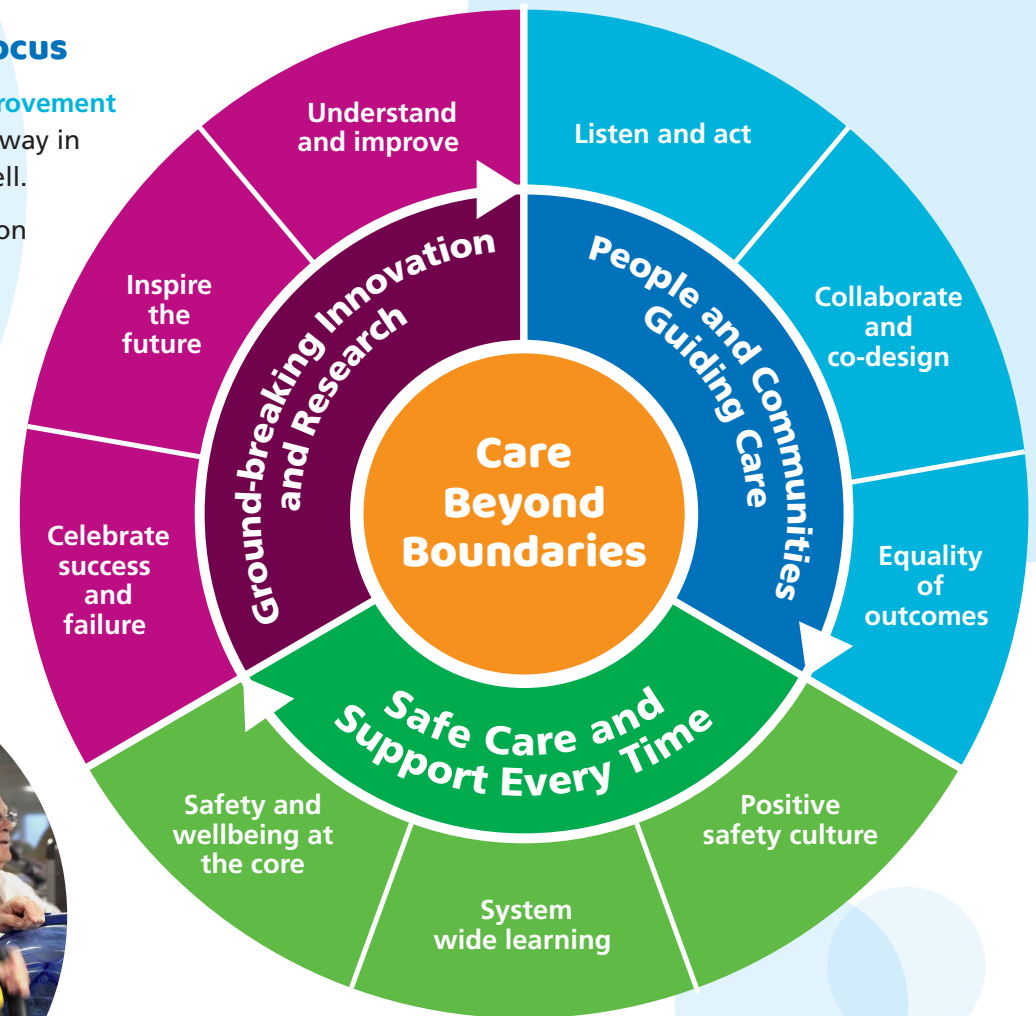 ocus
rovement
way in
ell.
on
Understand
and improve
Listen and act
Inspire
the
future
Collaborate
and
co-design
Ground-breaking Innovation
and Research
People and Communities
Guiding Care
Care
Beyond
Boundaries
Celebrate
success
and
failure
Equality
of
outcomes
Safe Care and
Support Every Time
Safety and
wellbeing at
the core
System
wide learning
Positive
safety culture